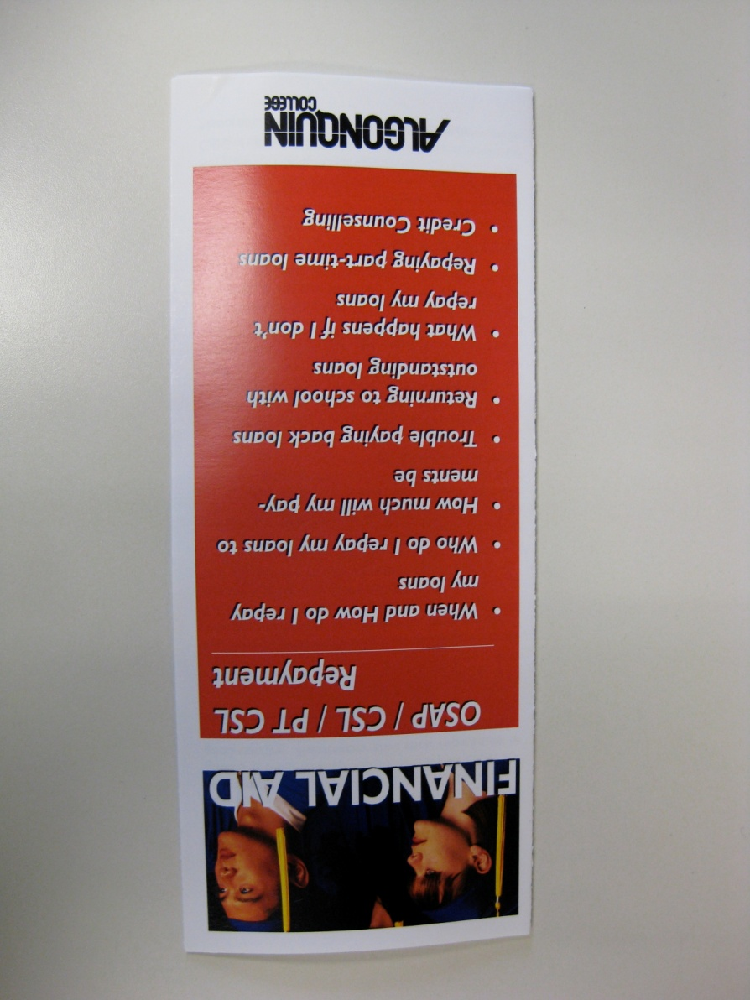 FINANCIAL AID
OSAP / CSL / PT CSL
Repayment
• When and How do I repay
my loans
• Who do I repay my loans to
• How much will my pay-
ments be
• Trouble paying back loans
• Returning to school with
outstanding loans
• What happens if I don't
repay my loans
• Repaying part-time loans
• Credit Counselling
ALGONQUIN
COLLEGE